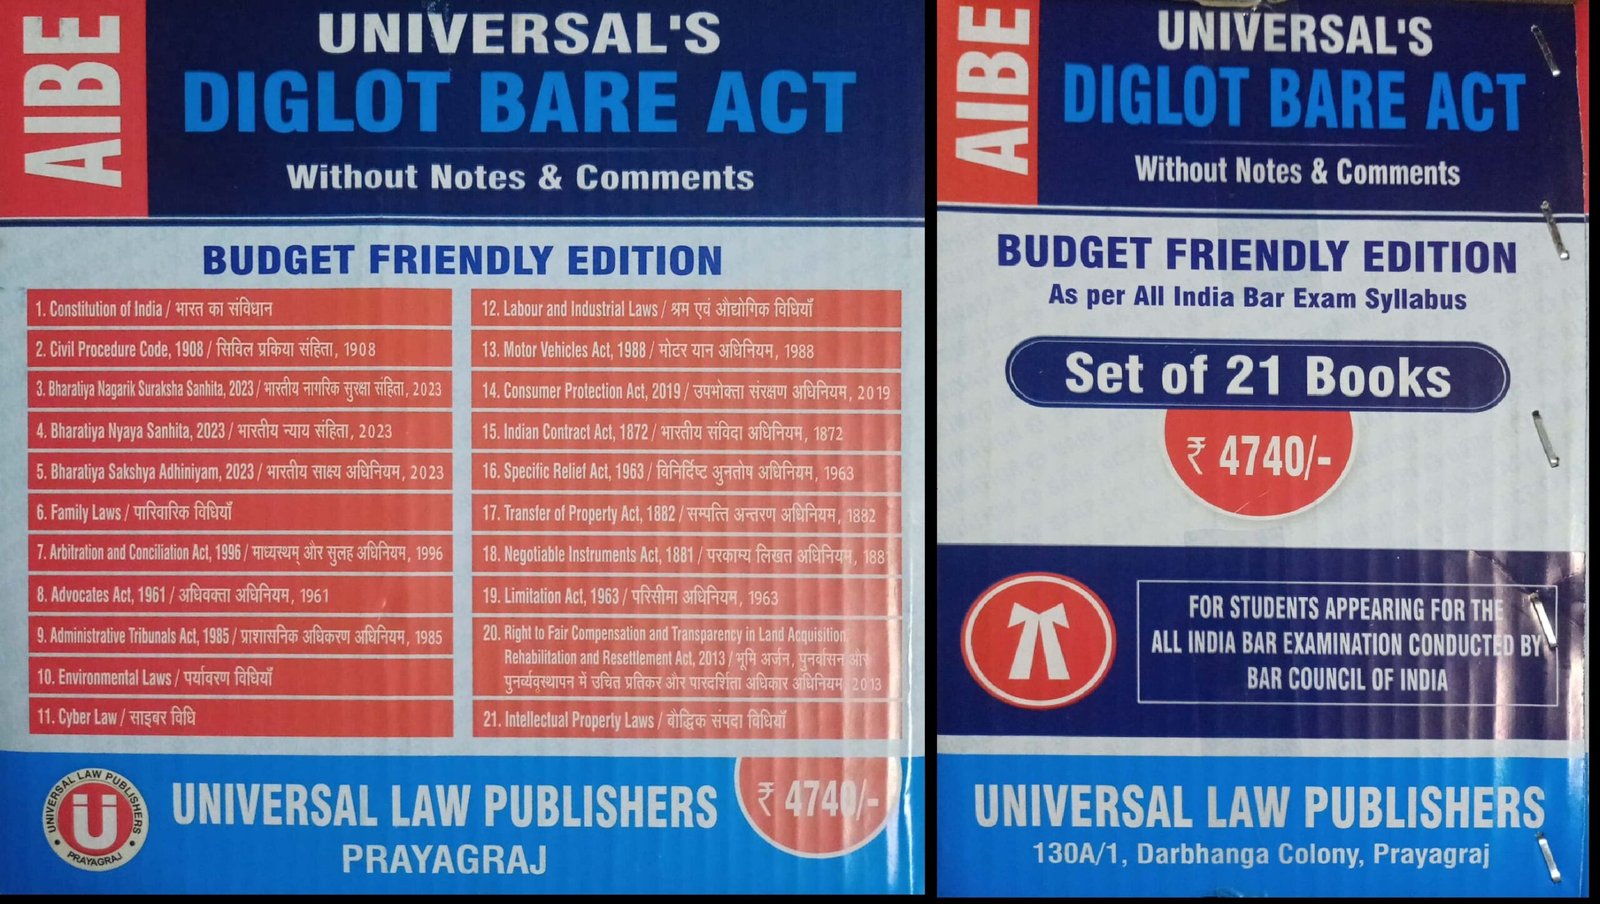 AIBE
UNIVERSAL'S
DIGLOT BARE ACT
Without Notes & Comments
BUDGET FRIENDLY EDITION
1. Constitution of India / भारत का संविधान
2. Civil Procedure Code, 1908 / सिविल प्रकिया संहिता, 1908
3. Bharatiya Nagarik Suraksha Sanhita, 2023 / भारतीय नागरिक सुरक्षा संहिता, 2023
4. Bharatiya Nyaya Sanhita, 2023 / भारतीय न्याय संहिता, 2023
5. Bharatiya Sakshya Adhiniyam, 2023 / भारतीय साक्ष्य अधिनियम, 2023
6. Family Laws / पारिवारिक विधियाँ
7. Arbitration and Conciliation Act, 1996 / माध्यस्थम् और सुलह अधिनियम, 1996
8. Advocates Act, 1961 / अधिवक्ता अधिनियम, 1961
9. Administrative Tribunals Act, 1985 / प्राशासनिक अधिकरण अधिनियम, 1985
10. Environmental Laws / पर्यावरण विधियाँ
11. Cyber Law / साइबर विधि
12. Labour and Industrial Laws / श्रम एवं औद्योगिक विधियाँ
13. Motor Vehicles Act, 1988 / मोटर यान अधिनियम, 1988
14. Consumer Protection Act, 2019 / उपभोक्ता संरक्षण अधिनियम, 2019
15. Indian Contract Act, 1872 / भारतीय संविदा अधिनियम, 1872
16. Specific Relief Act, 1963 / विनिर्दिष्ट अुनतोष अधिनियम, 1963
17. Transfer of Property Act, 1882 / सम्पत्ति अन्तरण अधिनियम, 1882
18. Negotiable Instruments Act, 1881 / परकाम्य लिखत अधिनियम, 1881
19. Limitation Act, 1963 / परिसीमा अधिनियम, 1963
20. Right to Fair Compensation and Transparency in Land Acquisition,
Rehabilitation and Resettlement Act, 2013 / भूमि अर्जन, पुनर्वासन और
पुनर्व्यवस्थापन में उचित प्रतिकर और पारदर्शिता अधिकार अधिनियम, 2013
21. Intellectual Property Laws / बौद्धिक संपदा विधियाँ
UNIVERSAL LAW PUBLISHERS
U
PRAYAGRAJ
UNIVERSAL LAW PUBLISHERS
PRAYAGRAJ
₹ 4740/-
AIBE
UNIVERSAL'S
DIGLOT BARE ACT
Without Notes & Comments
BUDGET FRIENDLY EDITION
As per All India Bar Exam Syllabus
Set of 21 Books
₹ 4740/-
FOR STUDENTS APPEARING FOR THE
ALL INDIA BAR EXAMINATION CONDUCTED BY
BAR COUNCIL OF INDIA
UNIVERSAL LAW PUBLISHERS
130A/1, Darbhanga Colony, Prayagraj